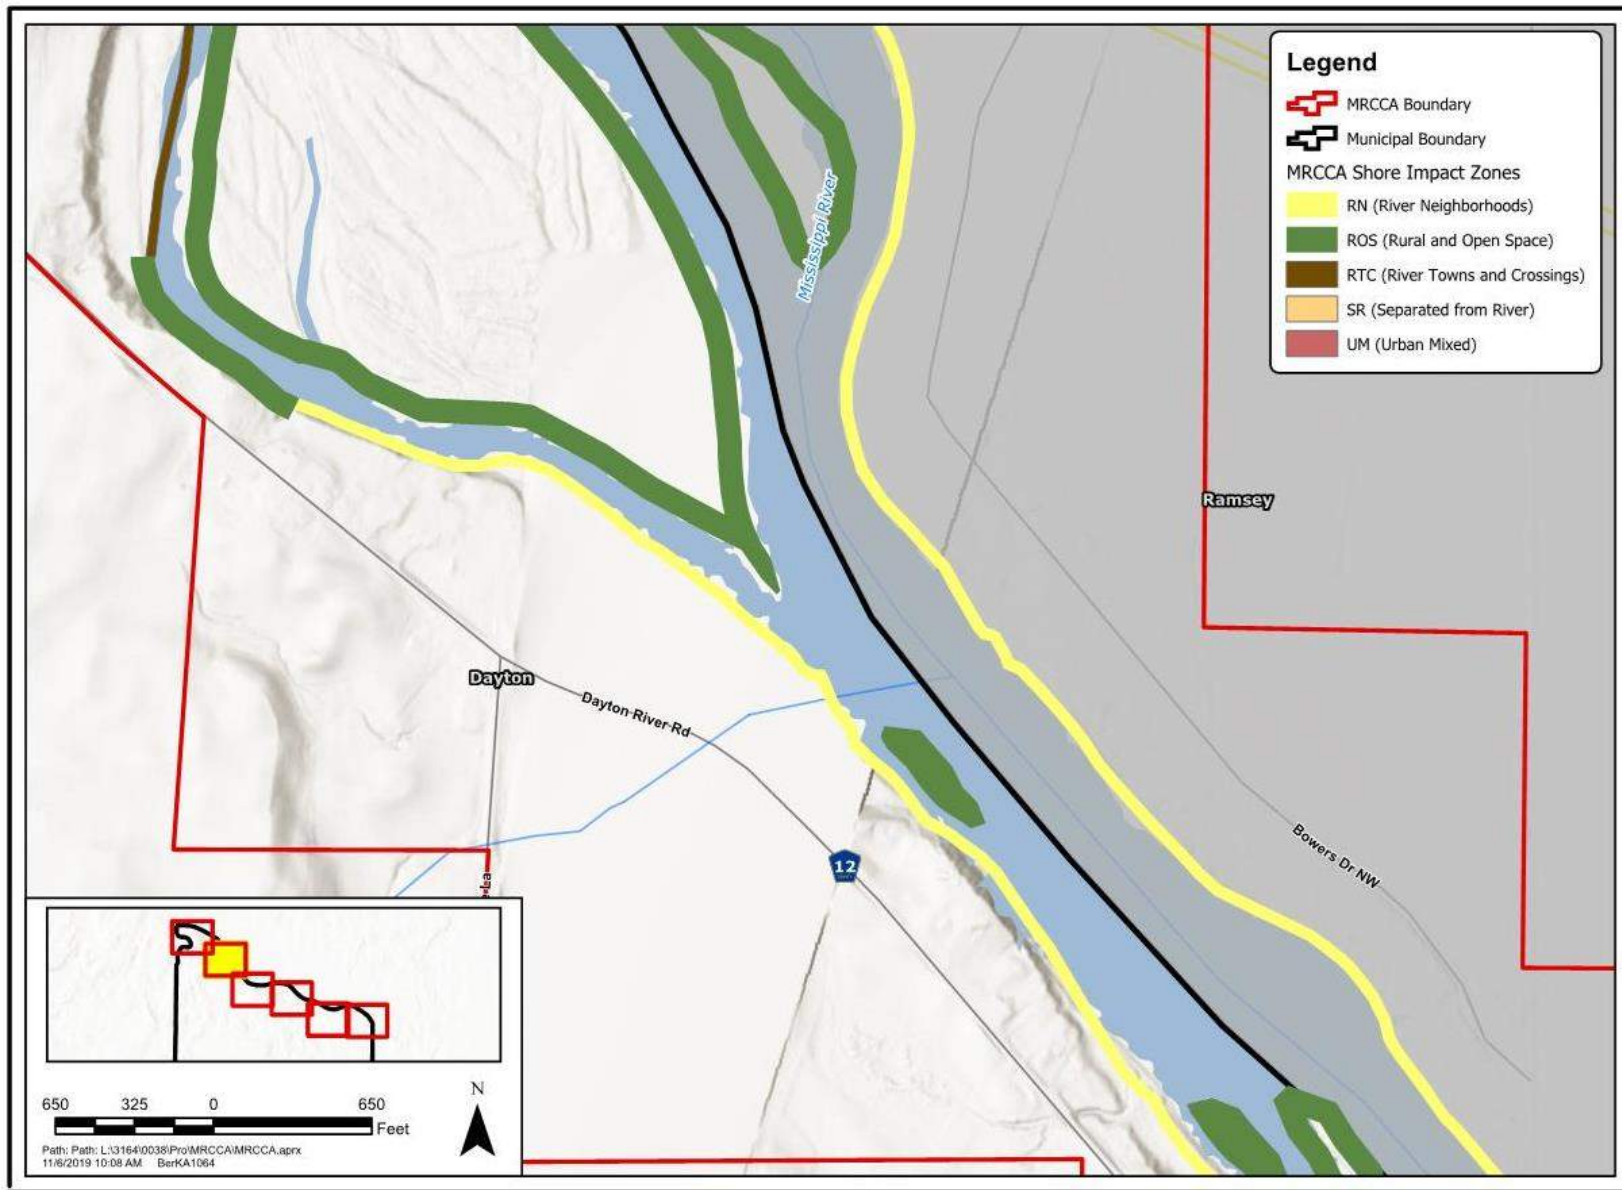 Legend
MRCCA Boundary
Municipal Boundary
MRCCA Shore Impact Zones
RN (River Neighborhoods)
ROS (Rural and Open Space)
RTC (River Towns and Crossings)
SR (Separated from River)
UM (Urban Mixed)
Mississippi River
Ramsey
Dayton
Dayton River Rd
Bowers Dr NW
12
650 325 0 650
Feet
N
Path: Path: L:\3164\0038\Pro\MRCCA\MRCCA.aprx
11/6/2019 10:08 AM BerKA1064